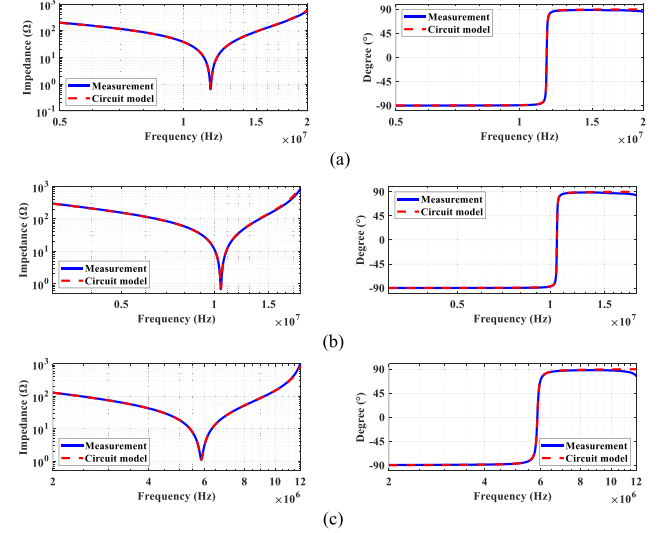 10^3
10^2
10^1
10^0
10^-1
Impedance (Ω)
Measurement
Circuit model
0.5 1 1.5 2
Frequency (Hz)
×10^7
90
45
0
-45
-90
Degree (°)
Measurement
Circuit model
0.5 1 1.5 2
Frequency (Hz)
×10^7
(a)
10^3
10^2
10^1
10^0
Impedance (Ω)
Measurement
Circuit model
0.5 1 1.5
Frequency (Hz)
×10^7
90
45
0
-45
-90
Degree (°)
Measurement
Circuit model
0.5 1 1.5
Frequency (Hz)
×10^7
(b)
10^3
10^2
10^1
10^0
Impedance (Ω)
Measurement
Circuit model
2 4 6 8 10 12
Frequency (Hz)
×10^6
90
45
0
-45
-90
Degree (°)
Measurement
Circuit model
2 4 6 8 10 12
Frequency (Hz)
×10^6
(c)